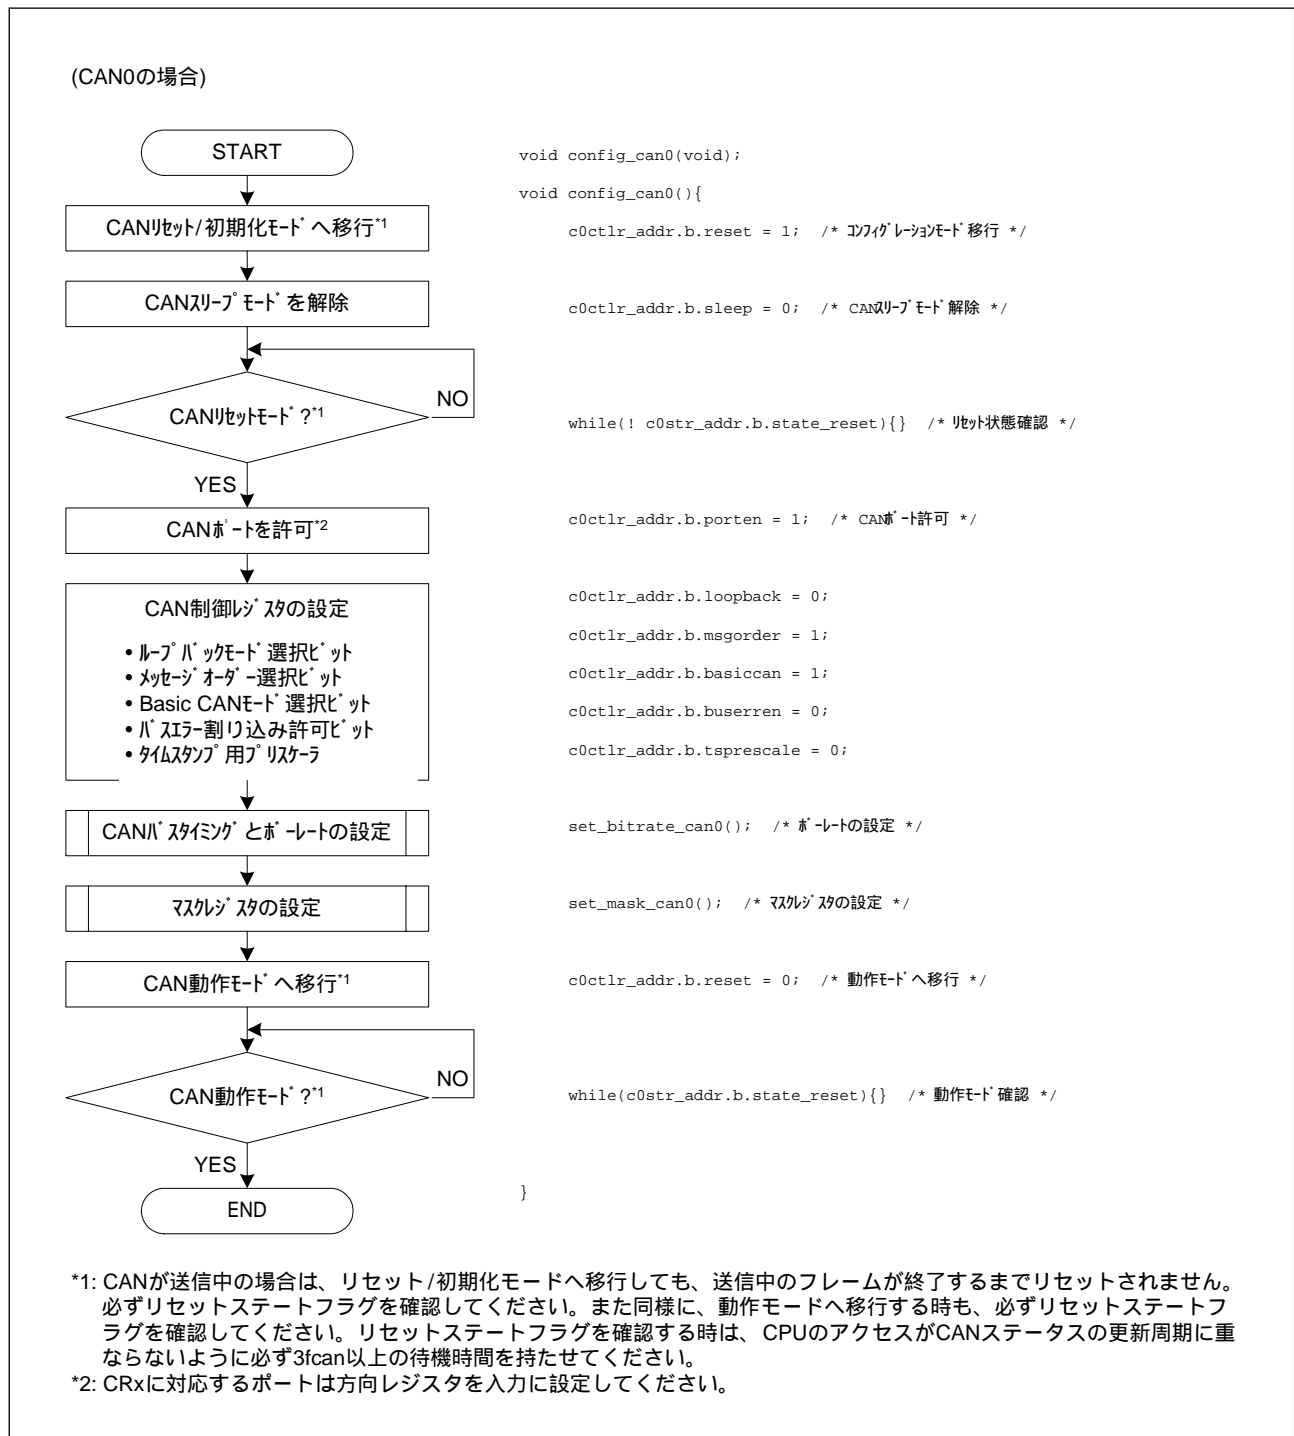 (CAN0の場合)
START
void config_can0(void);
void config_can0(){
CANﾘｾｯﾄ/初期化ﾓｰﾄﾞへ移行*1
c0ctlr_addr.b.reset = 1; /* ｺﾝﾌｨｸﾞﾚｰｼｮﾝﾓｰﾄﾞ移行 */
CANｽﾘｰﾌﾟﾓｰﾄﾞを解除
c0ctlr_addr.b.sleep = 0; /* CANｽﾘｰﾌﾟﾓｰﾄﾞ解除 */
NO
CANﾘｾｯﾄﾓｰﾄﾞ?*1
while(! c0str_addr.b.state_reset){} /* ﾘｾｯﾄ状態確認 */
YES
CANﾎﾟｰﾄを許可*2
c0ctlr_addr.b.porten = 1; /* CANﾎﾟｰﾄ許可 */
CAN制御ﾚｼﾞｽﾀの設定
c0ctlr_addr.b.loopback = 0;
c0ctlr_addr.b.msgorder = 1;
• ﾙｰﾌﾟﾊﾞｯｸﾓｰﾄﾞ選択ﾋﾞｯﾄ
• ﾒｯｾｰｼﾞｵｰﾀﾞｰ選択ﾋﾞｯﾄ
c0ctlr_addr.b.basiccan = 1;
• Basic CANﾓｰﾄﾞ選択ﾋﾞｯﾄ
c0ctlr_addr.b.buserren = 0;
• ﾊﾞｽｴﾗｰ割り込み許可ﾋﾞｯﾄ
• ﾀｲﾑｽﾀﾝﾌﾟ用ﾌﾟﾘｽｹｰﾗ
c0ctlr_addr.b.tsprescale = 0;
CANﾊﾞｽﾀｲﾐﾝｸﾞとﾎﾞｰﾚｰﾄの設定
set_bitrate_can0(); /* ﾎﾞｰﾚｰﾄの設定 */
ﾏｽｸﾚｼﾞｽﾀの設定
set_mask_can0(); /* ﾏｽｸﾚｼﾞｽﾀの設定 */
CAN動作ﾓｰﾄﾞへ移行*1
c0ctlr_addr.b.reset = 0; /* 動作ﾓｰﾄﾞへ移行 */
NO
CAN動作ﾓｰﾄﾞ?*1
while(c0str_addr.b.state_reset){} /* 動作ﾓｰﾄﾞ確認 */
YES
}
END
*1: CANが送信中の場合は、リセット/初期化モードへ移行しても、送信中のフレームが終了するまでリセットされません。
必ずリセットステートフラグを確認してください。また同様に、動作モードへ移行する時も、必ずリセットステートフ
ラグを確認してください。リセットステートフラグを確認する時は、CPUのアクセスがCANステータスの更新周期に重
ならないように必ず3fcan以上の待機時間を持たせてください。
*2: CRxに対応するポートは方向レジスタを入力に設定してください。